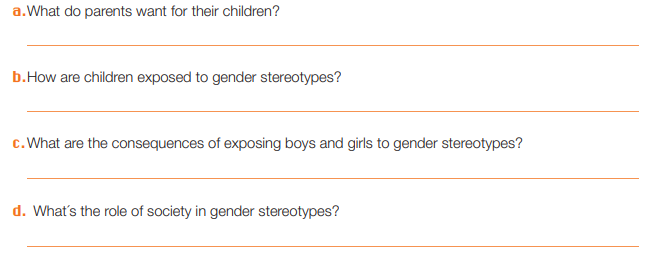 a.What do parents want for their children?
b.How are children exposed to gender stereotypes?
c.What are the consequences of exposing boys and girls to gender stereotypes?
d. What´s the role of society in gender stereotypes?